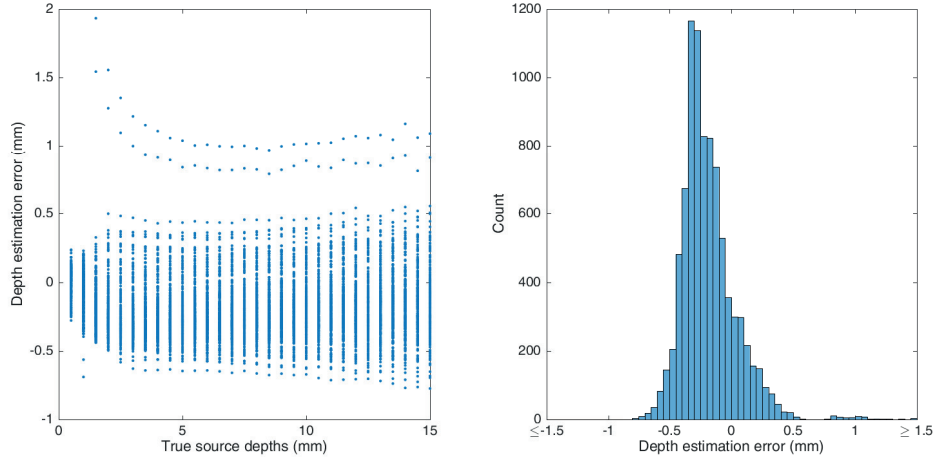 2
1.5
1
0.5
0
-0.5
-1
Depth estimation error (mm)
0 5 10 15
True source depths (mm)
1200
1000
800
600
400
200
0
Count
≤-1.5 -1 -0.5 0 0.5 1 ≥ 1.5
Depth estimation error (mm)